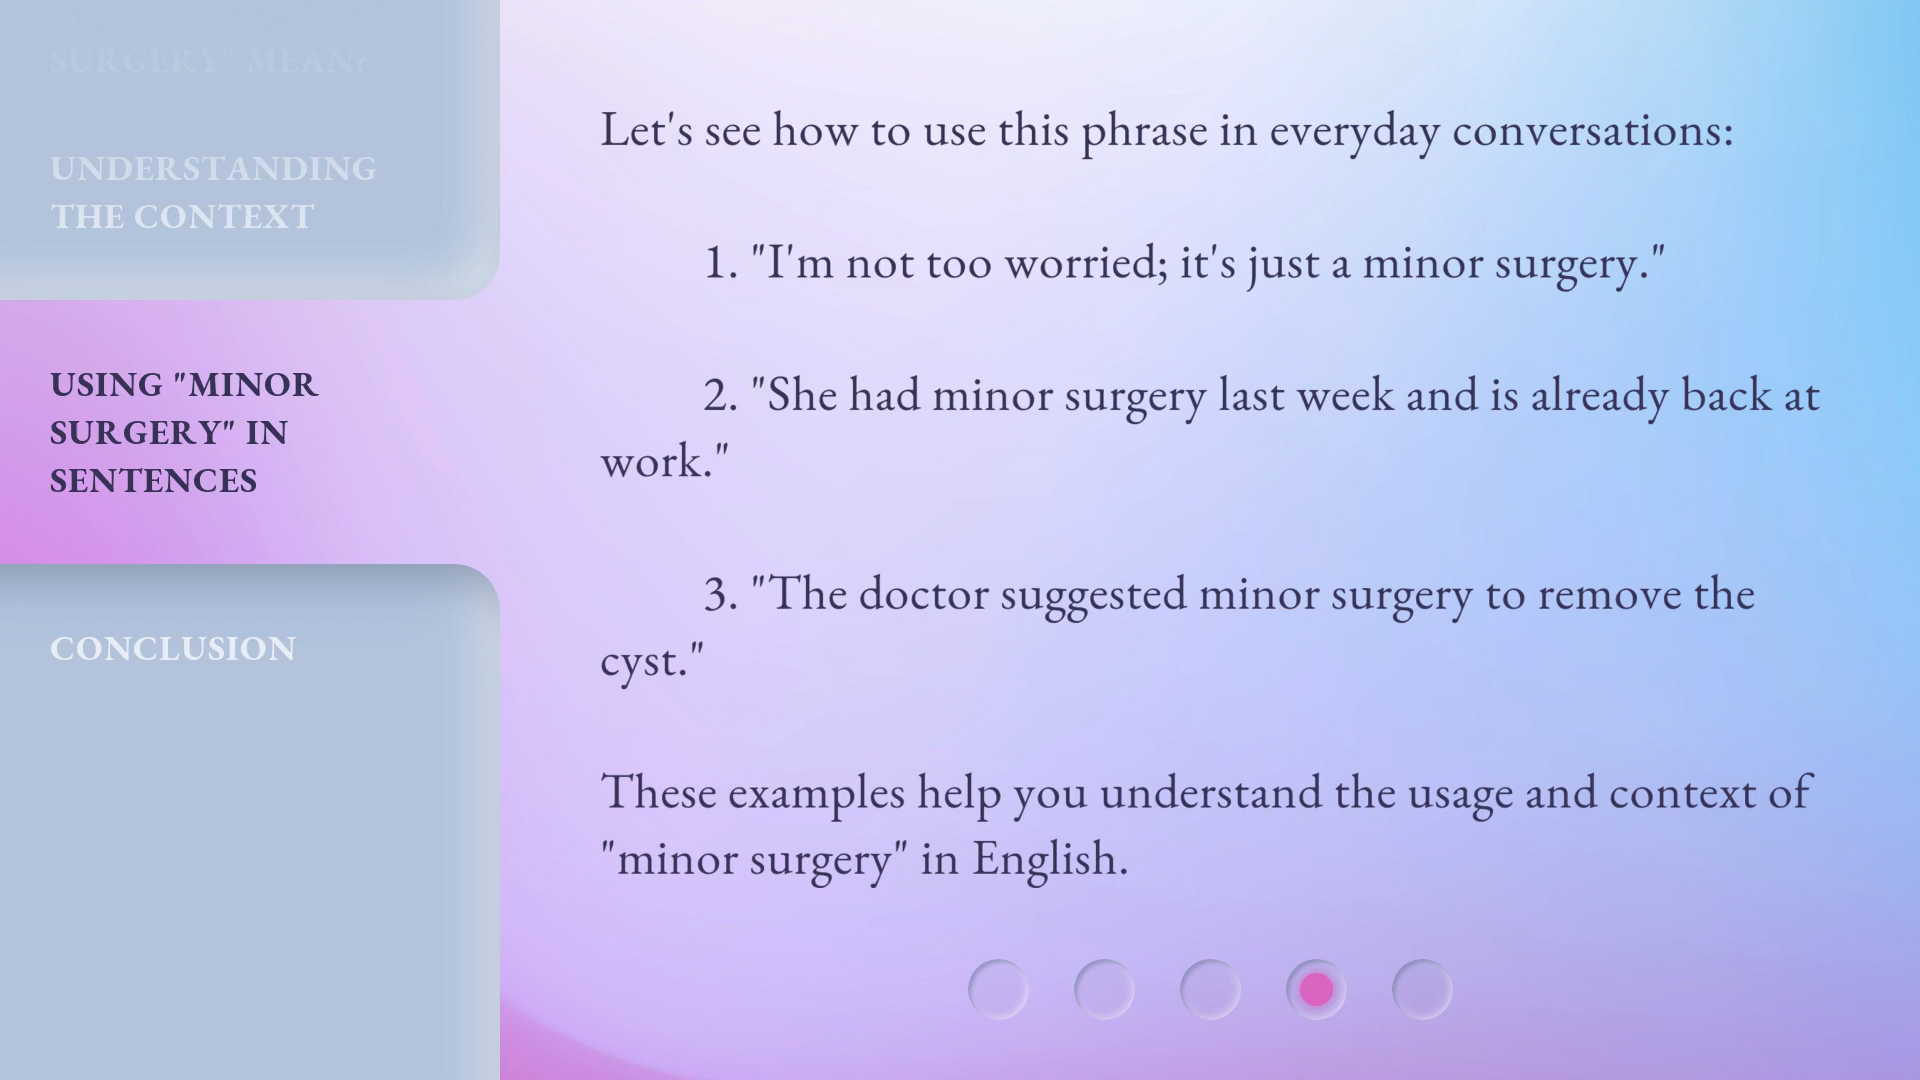 SURGERY" MEAN?
UNDERSTANDING
THE CONTEXT
USING "MINOR
SURGERY" IN
SENTENCES
CONCLUSION
Let's see how to use this phrase in everyday conversations:
1. "I'm not too worried; it's just a minor surgery."
2. "She had minor surgery last week and is already back at
work."
3. "The doctor suggested minor surgery to remove the
cyst."
These examples help you understand the usage and context of
"minor surgery" in English.